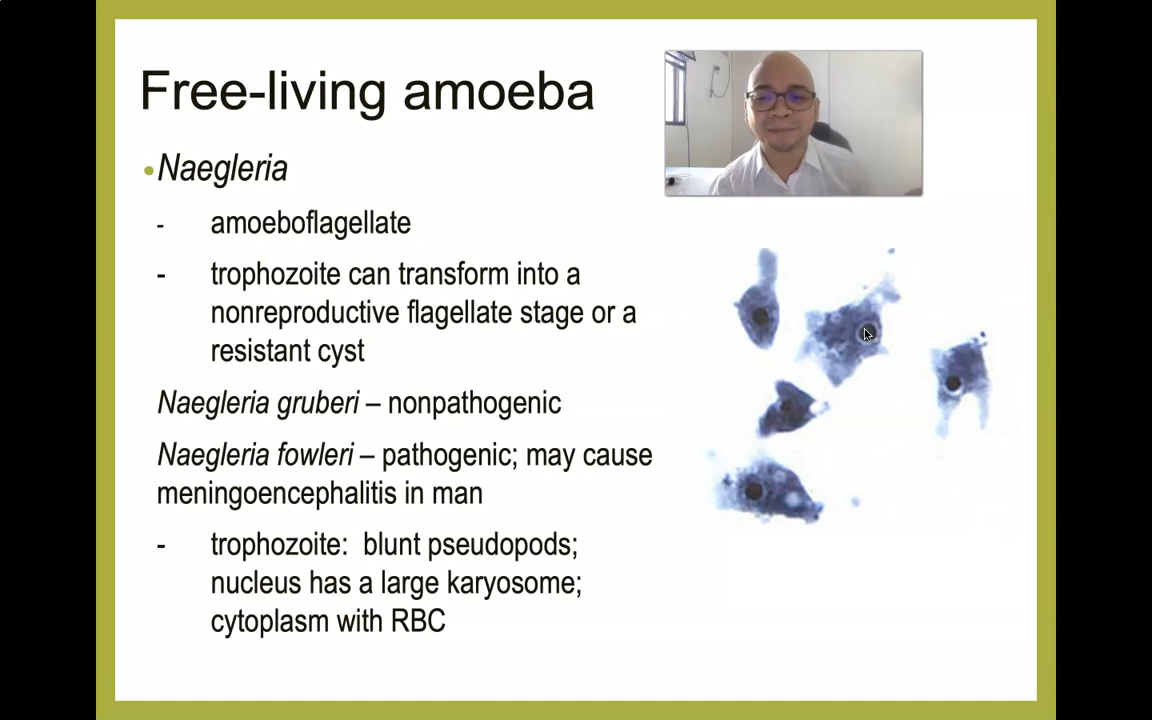 Free-living amoeba
•Naegleria
- amoeboflagellate
- trophozoite can transform into a
nonreproductive flagellate stage or a
resistant cyst
Naegleria gruberi – nonpathogenic
Naegleria fowleri – pathogenic; may cause
meningoencephalitis in man
- trophozoite: blunt pseudopods;
nucleus has a large karyosome;
cytoplasm with RBC